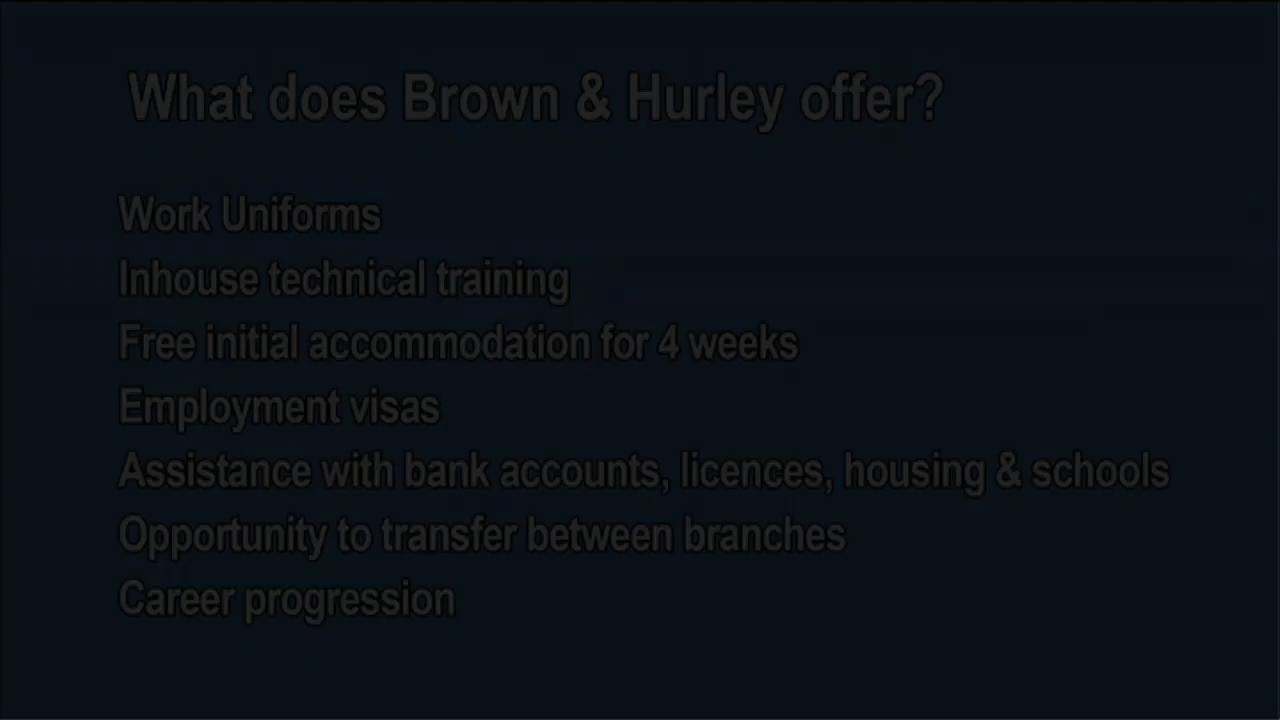 What does Brown & Hurley offer?
Work Uniforms
Inhouse technical training
Free initial accommodation for 4 weeks
Employment visas
Assistance with bank accounts, licences, housing & schools
Opportunity to transfer between branches
Career progression